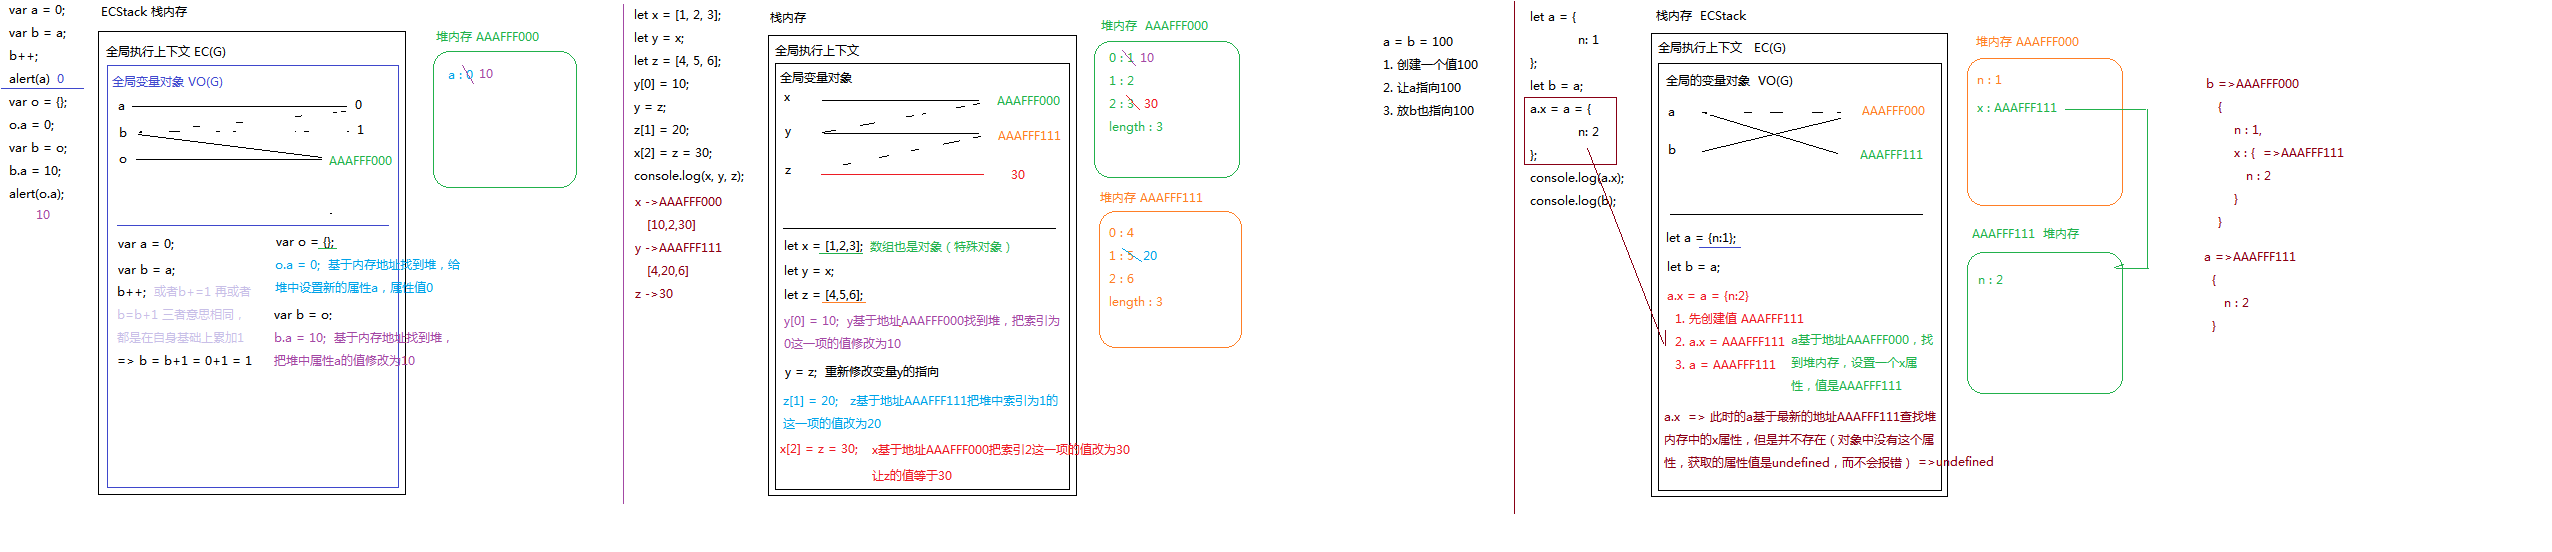 var a = 0;
var b = a;
b++;
alert(a) 0
var o = {};
o.a = 0;
var b = o;
b.a = 10;
alert(o.a);
10
ECStack 栈内存
全局执行上下文 EC(G)
全局变量对象 VO(G)
a 0
b 1
o AAAFFF000
var a = 0;
var b = a;
b++; 或者b+=1 再或者
b=b+1 三者意思相同，
都是在自身基础上累加1
=> b = b+1 = 0+1 = 1
var o = {};
o.a = 0; 基于内存地址找到堆，给
堆中设置新的属性a，属性值0
var b = o;
b.a = 10; 基于内存地址找到堆，
把堆中属性a的值修改为10
堆内存 AAAFFF000
a : 0 10
let x = [1, 2, 3];
let y = x;
let z = [4, 5, 6];
y[0] = 10;
y = z;
z[1] = 20;
x[2] = z = 30;
console.log(x, y, z);
x ->AAAFFF000
[10,2,30]
y ->AAAFFF111
[4,20,6]
z ->30
栈内存
全局执行上下文
全局变量对象
x AAAFFF000
y AAAFFF111
z 30
let x = [1,2,3]; 数组也是对象（特殊对象）
let y = x;
let z = [4,5,6];
y[0] = 10; y基于地址AAAFFF000找到堆，把索引为
0这一项的值修改为10
y = z; 重新修改变量y的指向
z[1] = 20; z基于地址AAAFFF111把堆中索引为1的
这一项的值改为20
x[2] = z = 30; x基于地址AAAFFF000把索引2这一项的值改为30
让z的值等于30
堆内存 AAAFFF000
0 : 1 10
1 : 2
2 : 3 30
length : 3
堆内存 AAAFFF111
0 : 4
1 : 5 20
2 : 6
length : 3
a = b = 100
1. 创建一个值100
2. 让a指向100
3. 放b也指向100
let a = {
n: 1
};
let b = a;
a.x = a = {
n: 2
};
console.log(a.x);
console.log(b);
栈内存 ECStack
全局执行上下文 EC(G)
全局的变量对象 VO(G)
a AAAFFF000
b AAAFFF111
let a = {n:1};
let b = a;
a.x = a = {n:2}
1. 先创建值 AAAFFF111
2. a.x = AAAFFF111
3. a = AAAFFF111
a基于地址AAAFFF000，找
到堆内存，设置一个x属
性，值是AAAFFF111
a.x => 此时的a基于最新的地址AAAFFF111查找堆
内存中的x属性，但是并不存在（对象中没有这个属
性，获取的属性值是undefined，而不会报错） =>undefined
堆内存 AAAFFF000
n : 1
x : AAAFFF111
AAAFFF111 堆内存
n : 2
b =>AAAFFF000
{
n : 1,
x : { =>AAAFFF111
n : 2
}
}
a =>AAAFFF111
{
n : 2
}